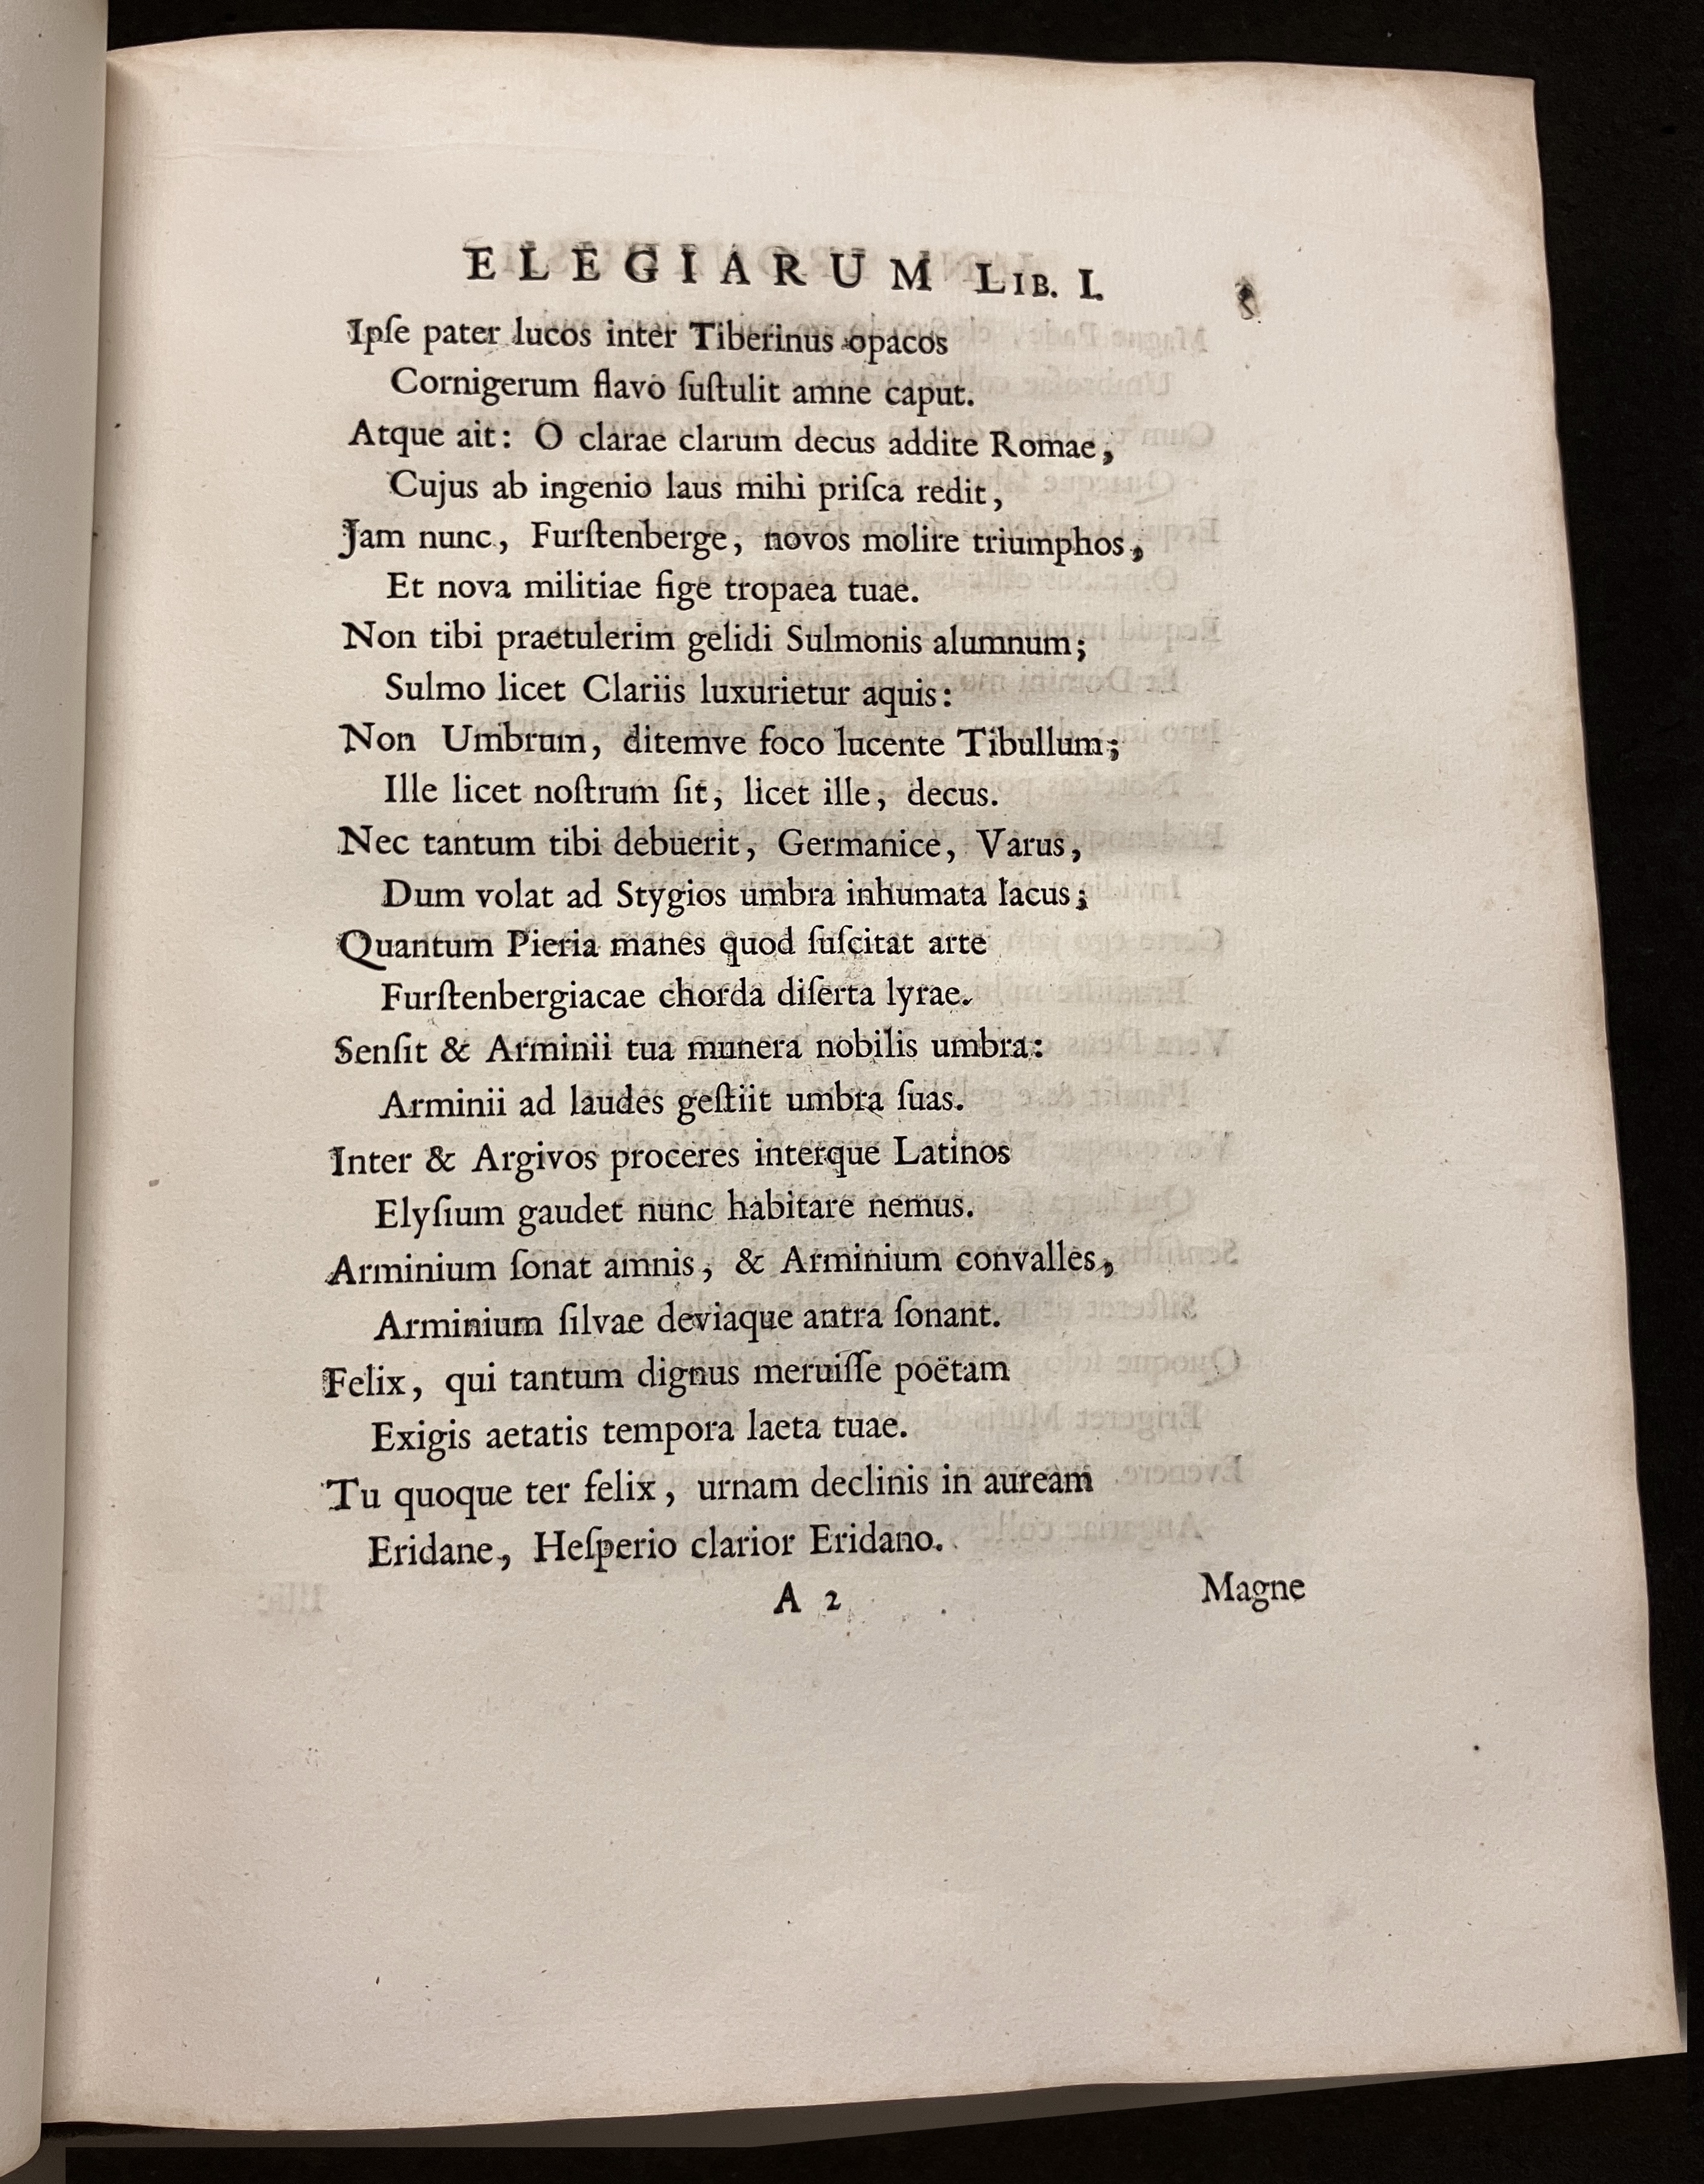 ELEGIARUM LIB. I.
Ipſe pater lucos inter Tiberinus opacos
Cornigerum flavo ſuſtulit amne caput.
Atque ait: O clarae clarum decus addite Romae,
Cujus ab ingenio laus mihi priſca redit,
Jam nunc, Furſtenberge, novos molire triumphos,
Et nova militiae fige tropaea tuae.
Non tibi praetulerim gelidi Sulmonis alumnum;
Sulmo licet Clariis luxurietur aquis:
Non Umbrum, ditemve foco lucente Tibullum;
Ille licet noſtrum ſit, licet ille, decus.
Nec tantum tibi debuerit, Germanice, Varus,
Dum volat ad Stygios umbra inhumata lacus;
Quantum Pieria manes quod ſuſcitat arte
Furſtenbergiacae chorda diſerta lyrae.
Senſit & Arminii tua munera nobilis umbra:
Arminii ad laudes geſtiit umbra ſuas.
Inter & Argivos proceres interque Latinos
Elyſium gaudet nunc habitare nemus.
Arminium ſonat amnis, & Arminium convalles,
Arminium ſilvae deviaque antra ſonant.
Felix, qui tantum dignus meruiſſe poëtam
Exigis aetatis tempora laeta tuae.
Tu quoque ter felix, urnam declinis in auream
Eridane, Heſperio clarior Eridano.
A 2 Magne